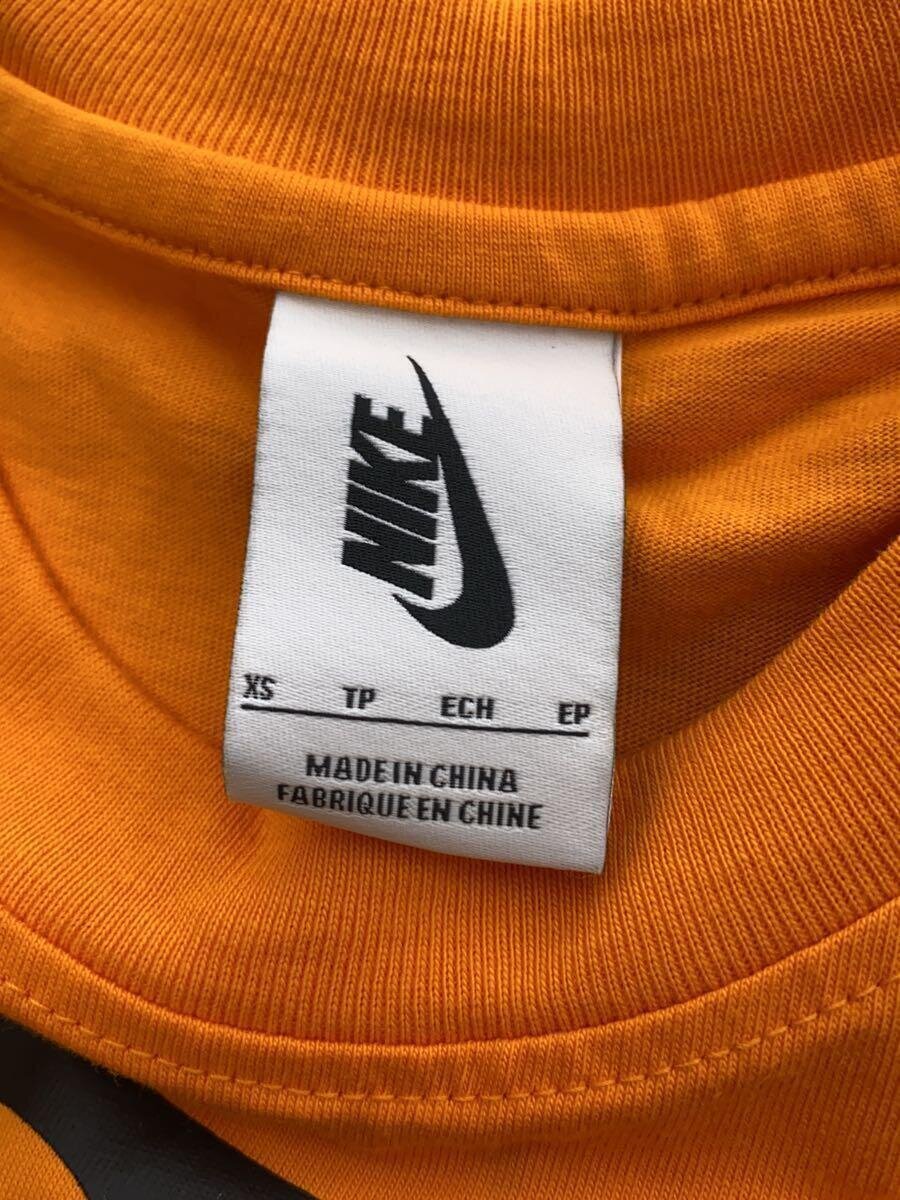 NIKE
XS TP ECH EP
MADE IN CHINA
FABRIQUE EN CHINE